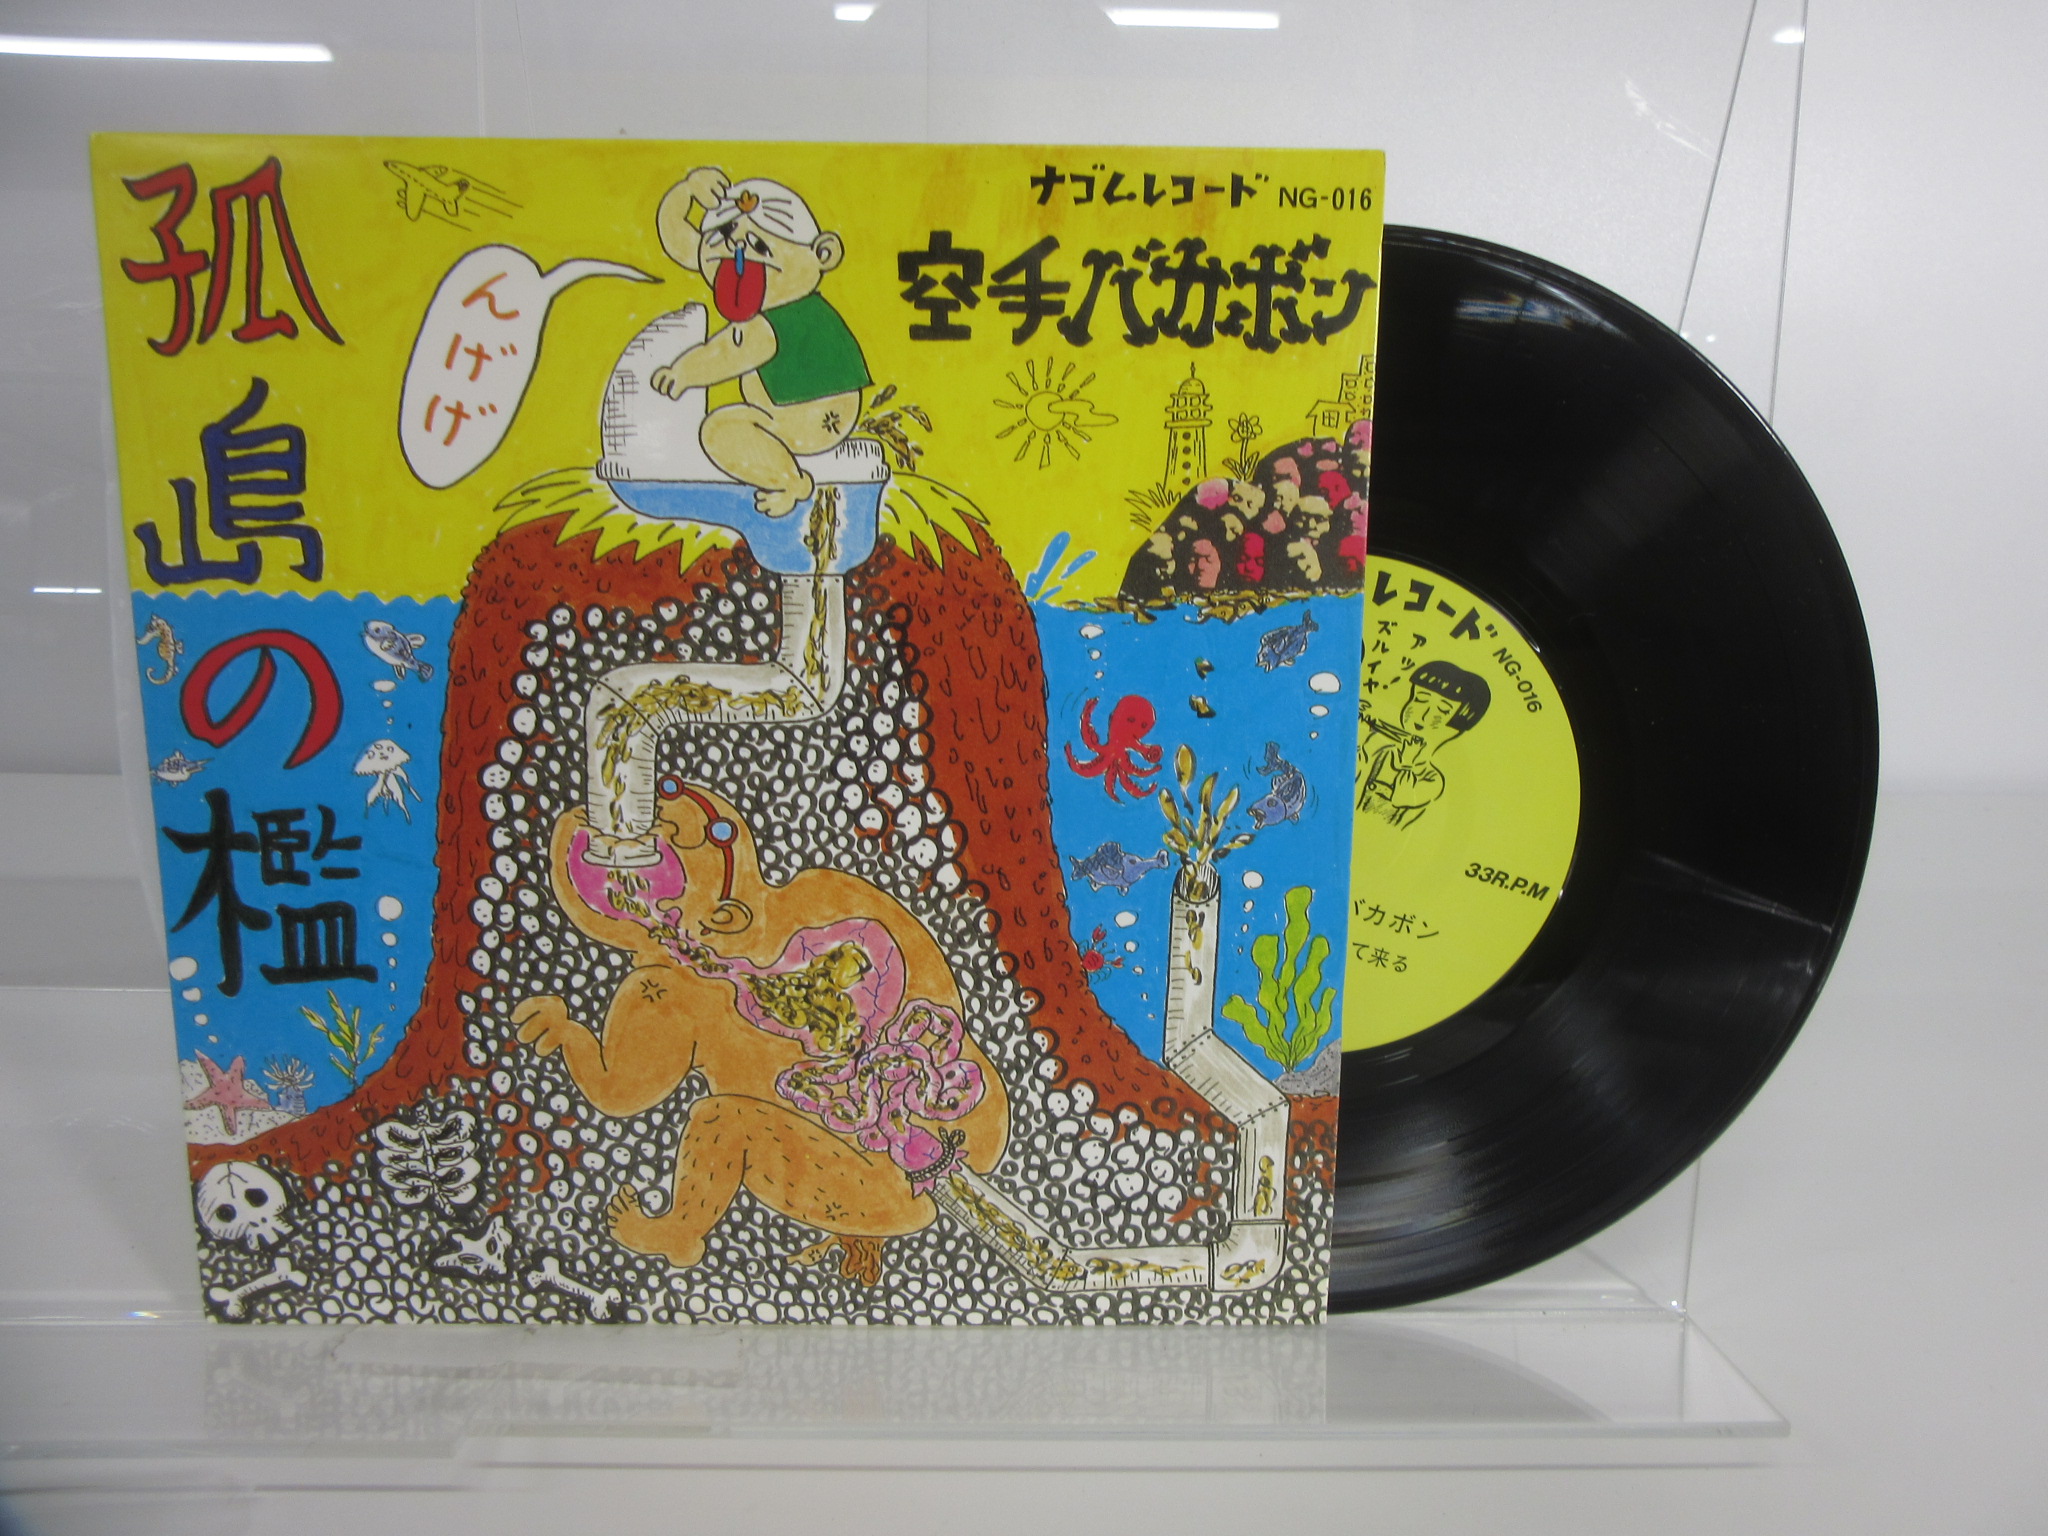 孤島の檻
んげげ
ナゴムレコード NG-016
空手バカボン
レコード NG-016
アッ!
ズルイヤ
33R.P.M
バカボン
て来る